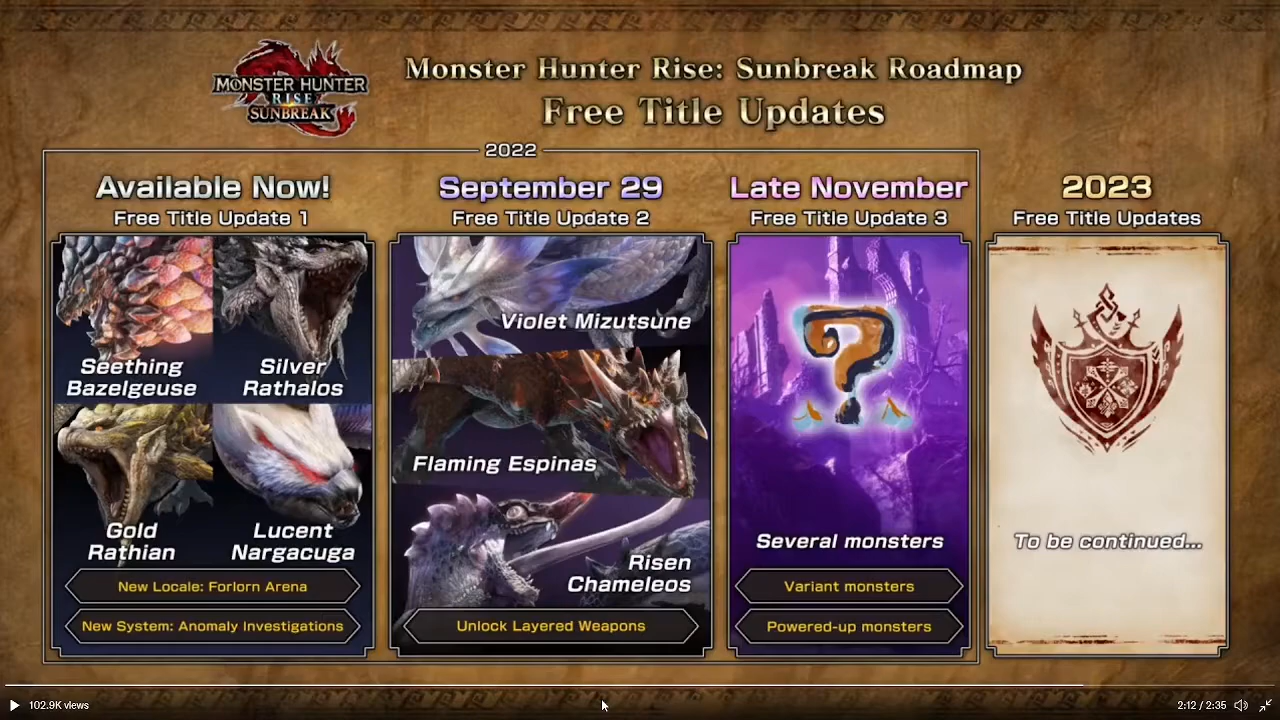 MONSTER HUNTER
RISE
SUNBREAK
Monster Hunter Rise: Sunbreak Roadmap
Free Title Updates
2022
Available Now!
Free Title Update 1
Seething
Bazelgeuse
Silver
Rathalos
Gold
Rathian
Lucent
Nargacuga
New Locale: Forlorn Arena
New System: Anomaly Investigations
September 29
Free Title Update 2
Violet Mizutsune
Flaming Espinas
Risen
Chameleos
Unlock Layered Weapons
Late November
Free Title Update 3
?
Several monsters
Variant monsters
Powered-up monsters
2023
Free Title Updates
To be continued...
102.9K views
2:12 / 2:35